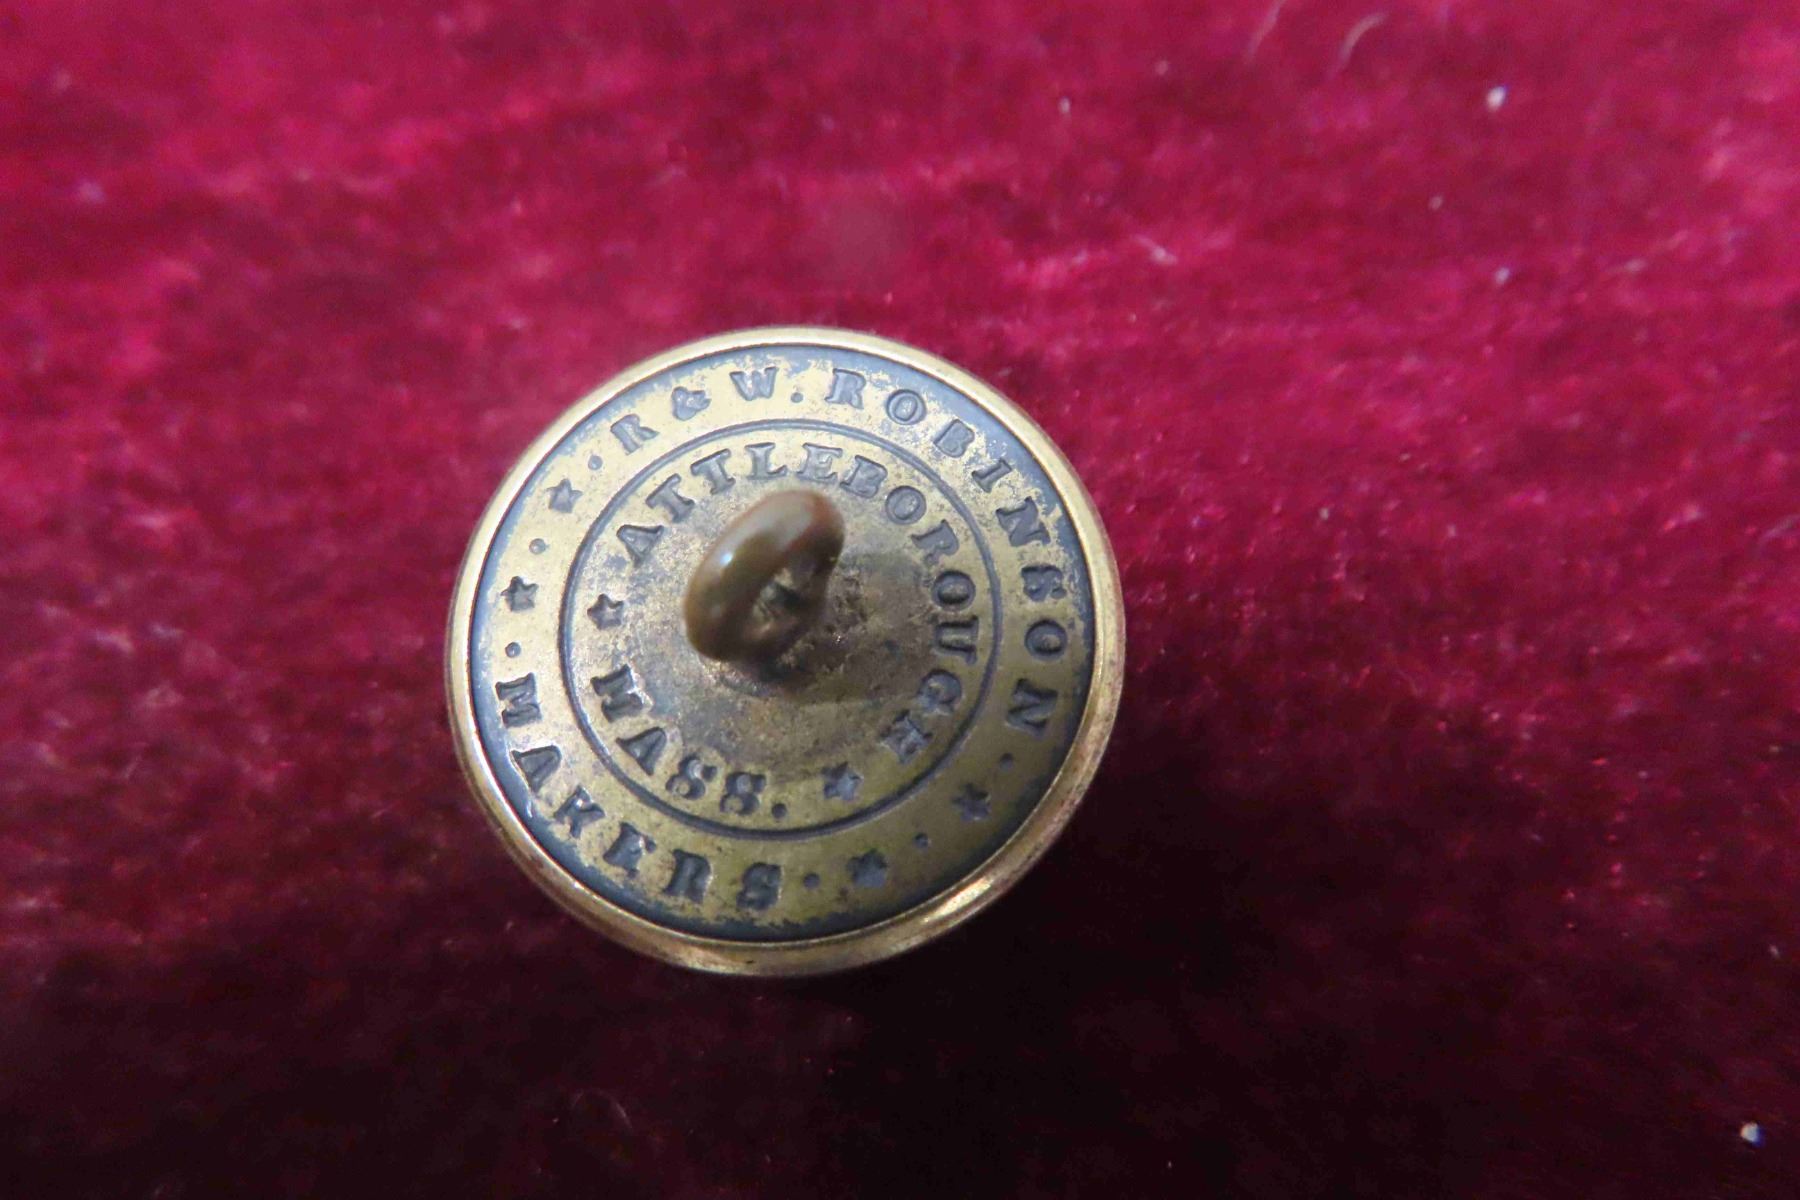 ★ · R & W. ROBINSON · ★ · ★ · MAKERS · ★ ·
★ ATTLEBOROUGH ★ MASS.